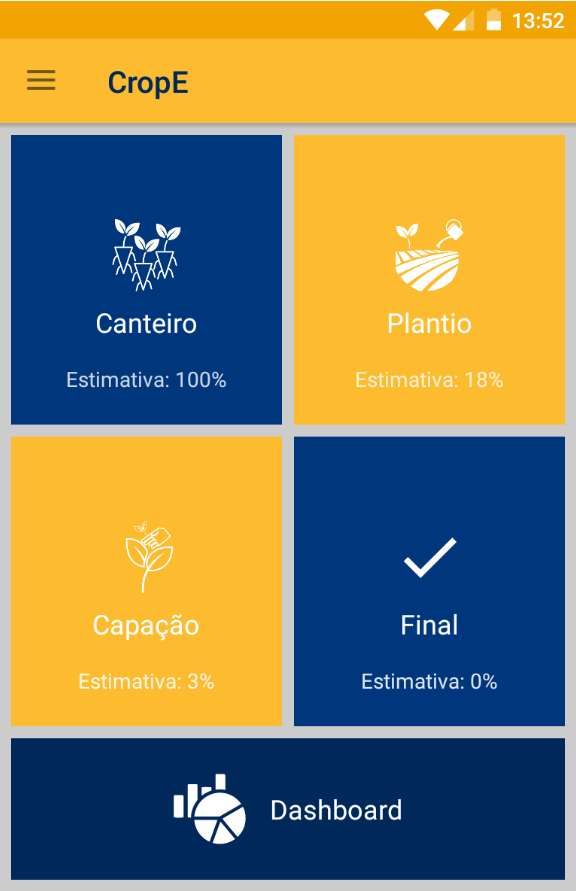 13:52
CropE
Canteiro
Estimativa: 100%
Plantio
Estimativa: 18%
Capação
Estimativa: 3%
Final
Estimativa: 0%
Dashboard